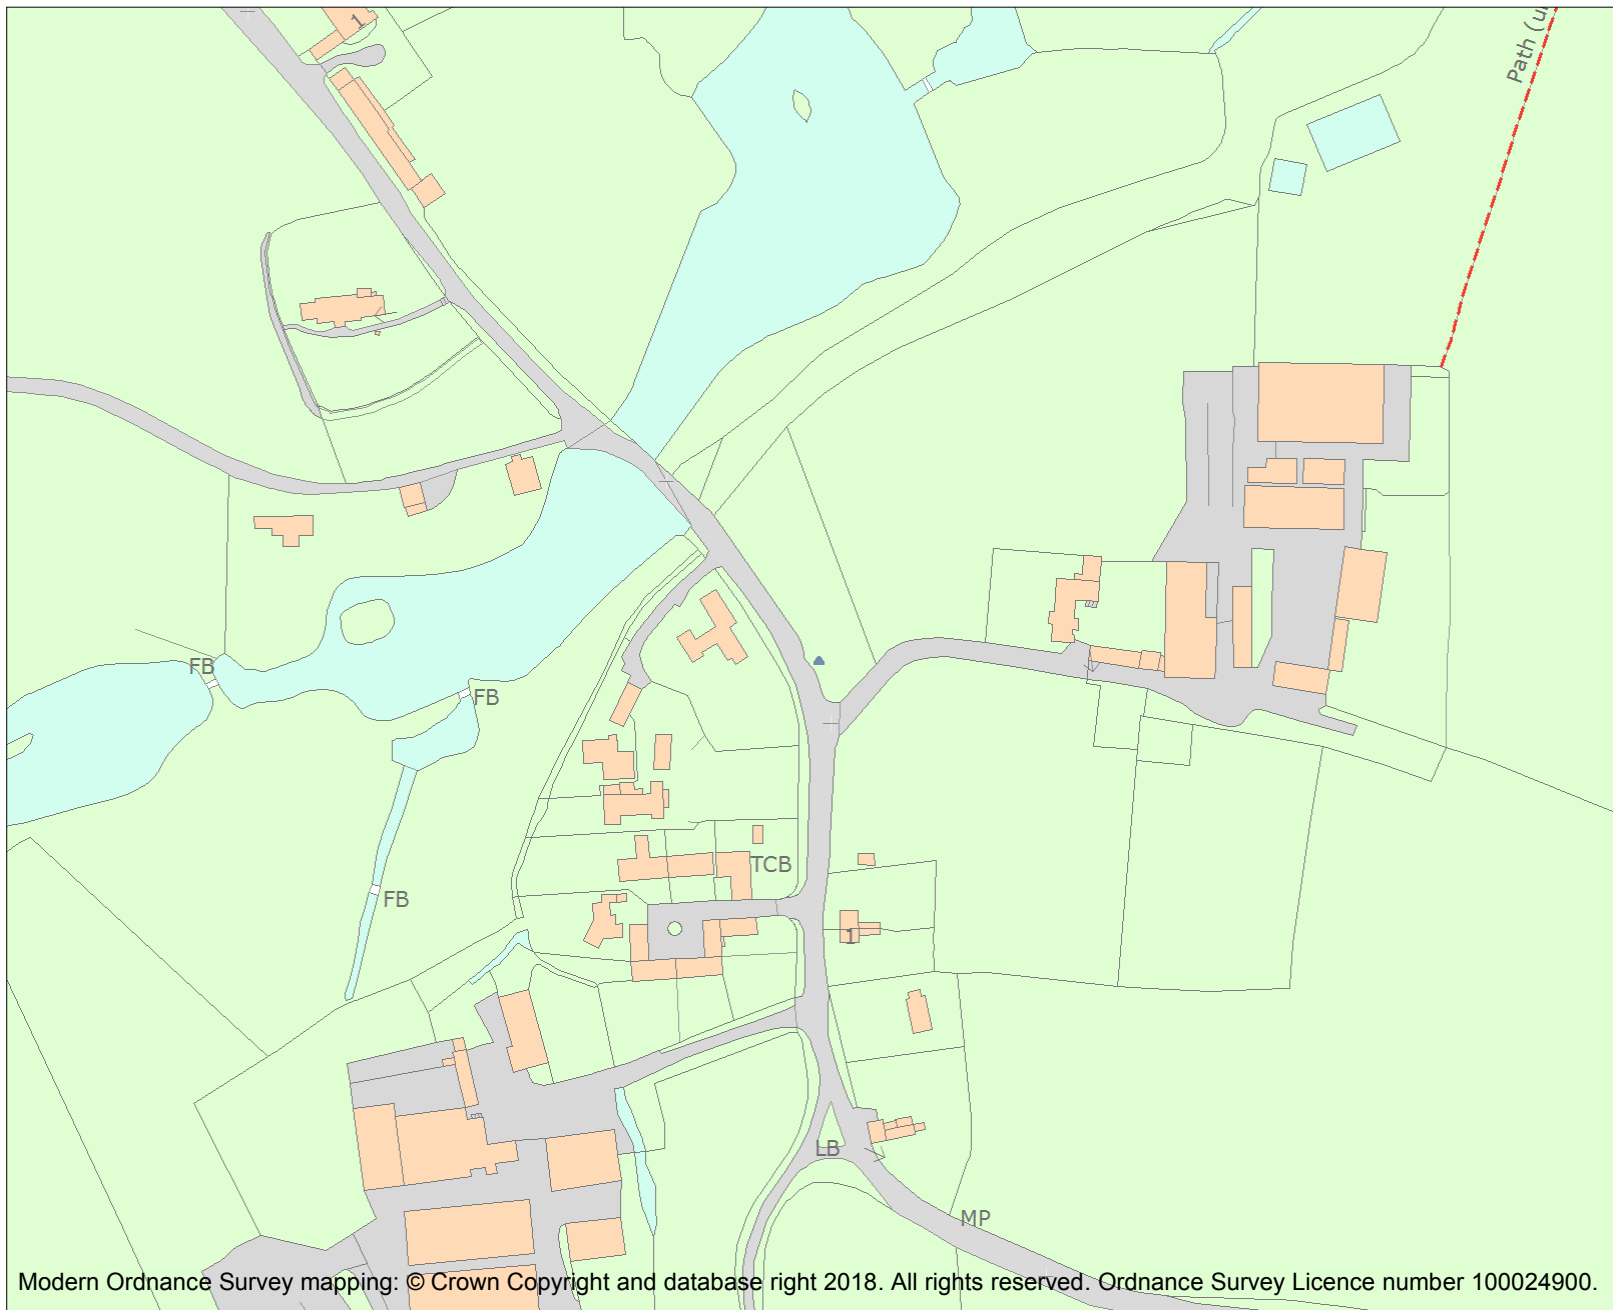 1
Path (u
FB
FB
TCB
FB
1
LB
MP
Modern Ordnance Survey mapping: © Crown Copyright and database right 2018. All rights reserved. Ordnance Survey Licence number 100024900.